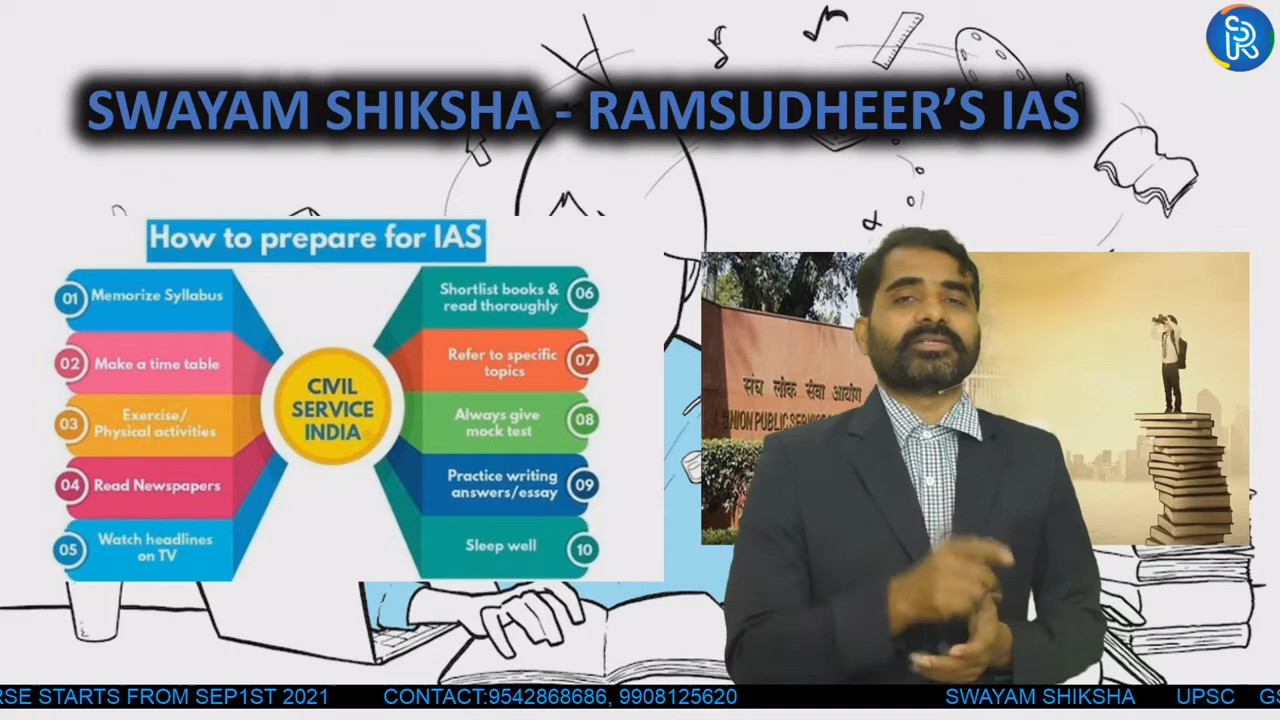 SWAYAM SHIKSHA - RAMSUDHEER'S IAS
How to prepare for IAS
01 Memorize Syllabus
02 Make a time table
03 Exercise/
Physical activities
04 Read Newspapers
05 Watch headlines
on TV
CIVIL
SERVICE
INDIA
Shortlist books &
read thoroughly 06
Refer to specific
topics 07
Always give
mock test 08
Practice writing
answers/essay 09
Sleep well 10
संघ लोक सेवा आयोग
UNION PUBLIC
STARTS FROM SEP1ST 2021 CONTACT:9542868686, 9908125620 SWAYAM SHIKSHA UPSC